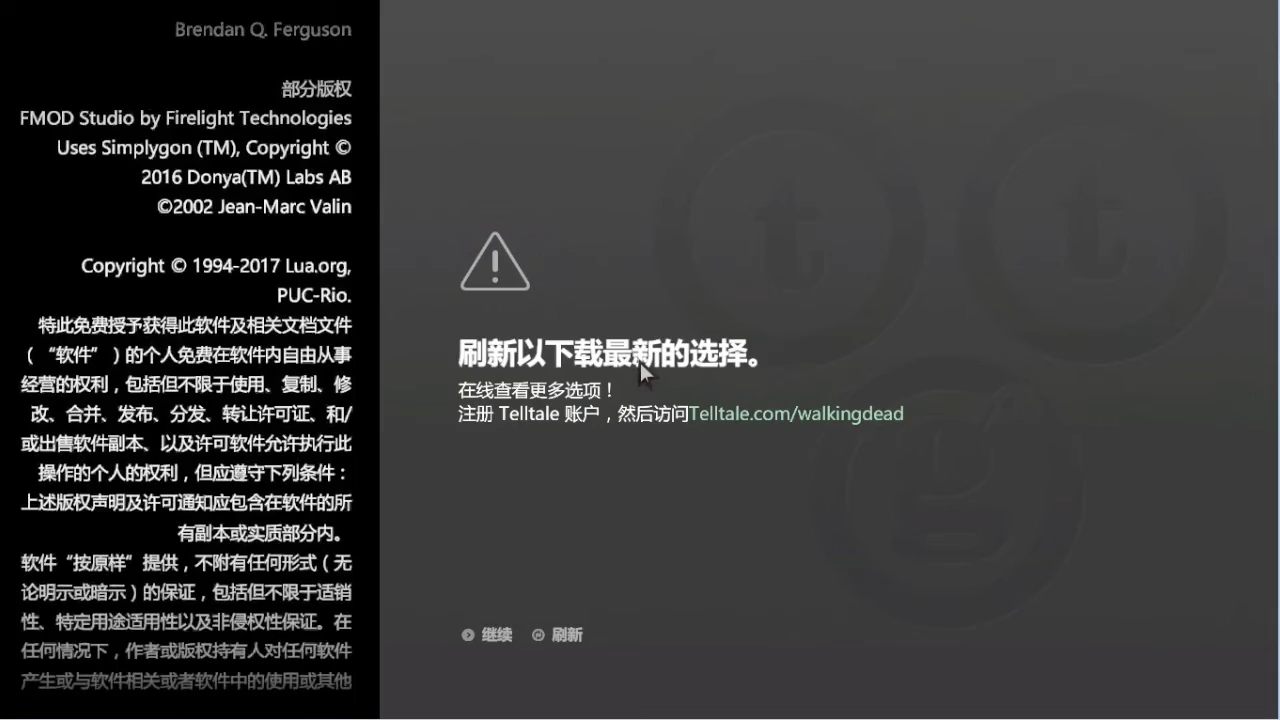 Brendan Q. Ferguson
部分版权
FMOD Studio by Firelight Technologies
Uses Simplygon (TM), Copyright ©
2016 Donya(TM) Labs AB
©2002 Jean-Marc Valin
Copyright © 1994-2017 Lua.org,
PUC-Rio.
特此免费授予获得此软件及相关文档文件
（“软件”）的个人免费在软件内自由从事
经营的权利，包括但不限于使用、复制、修
改、合并、发布、分发、转让许可证、和/
或出售软件副本、以及许可软件允许执行此
操作的个人的权利，但应遵守下列条件：
上述版权声明及许可通知应包含在软件的所
有副本或实质部分内。
软件“按原样”提供，不附有任何形式（无
论明示或暗示）的保证，包括但不限于适销
性、特定用途适用性以及非侵权性保证。在
任何情况下，作者或版权持有人对任何软件
产生或与软件相关或者软件中的使用或其他
刷新以下载最新的选择。
在线查看更多选项！
注册 Telltale 账户，然后访问Telltale.com/walkingdead
继续 刷新